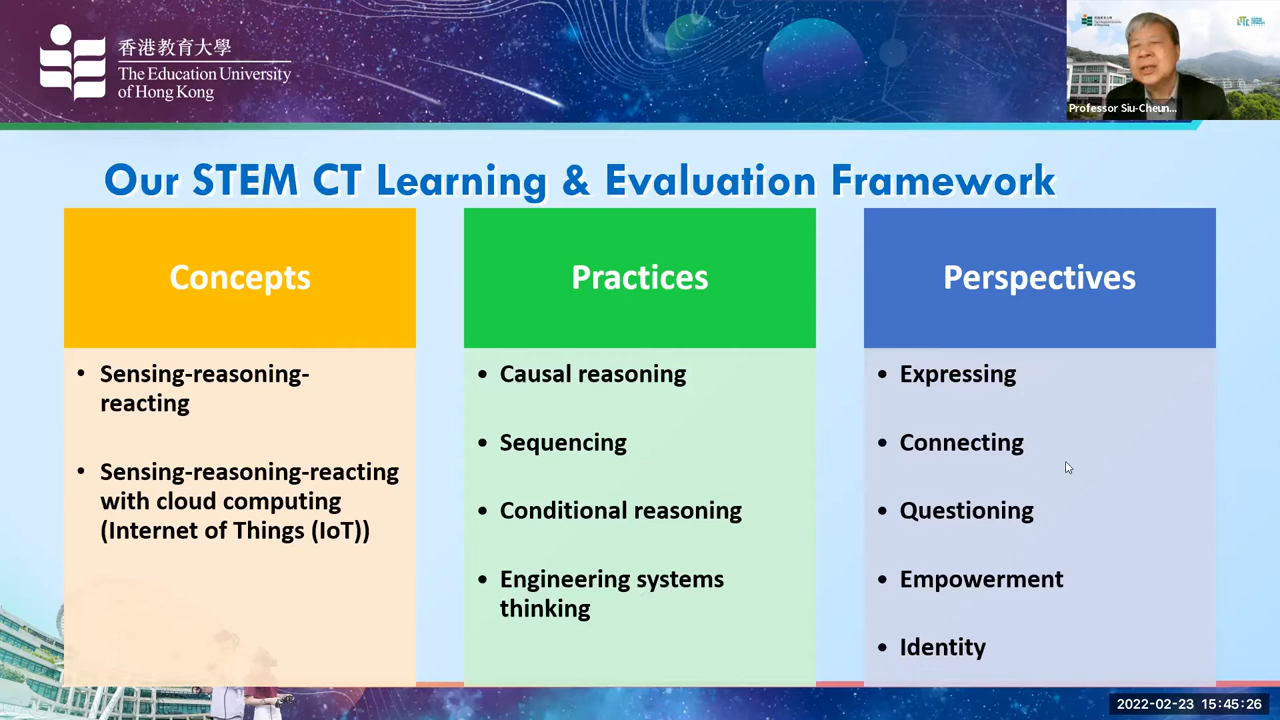 香港教育大學
The Education University
of Hong Kong
Professor Siu-Cheun...
Our STEM CT Learning & Evaluation Framework
Concepts
• Sensing-reasoning-
reacting
• Sensing-reasoning-reacting
with cloud computing
(Internet of Things (IoT))
Practices
• Causal reasoning
• Sequencing
• Conditional reasoning
• Engineering systems
thinking
Perspectives
• Expressing
• Connecting
• Questioning
• Empowerment
• Identity
2022-02-23 15:45:26